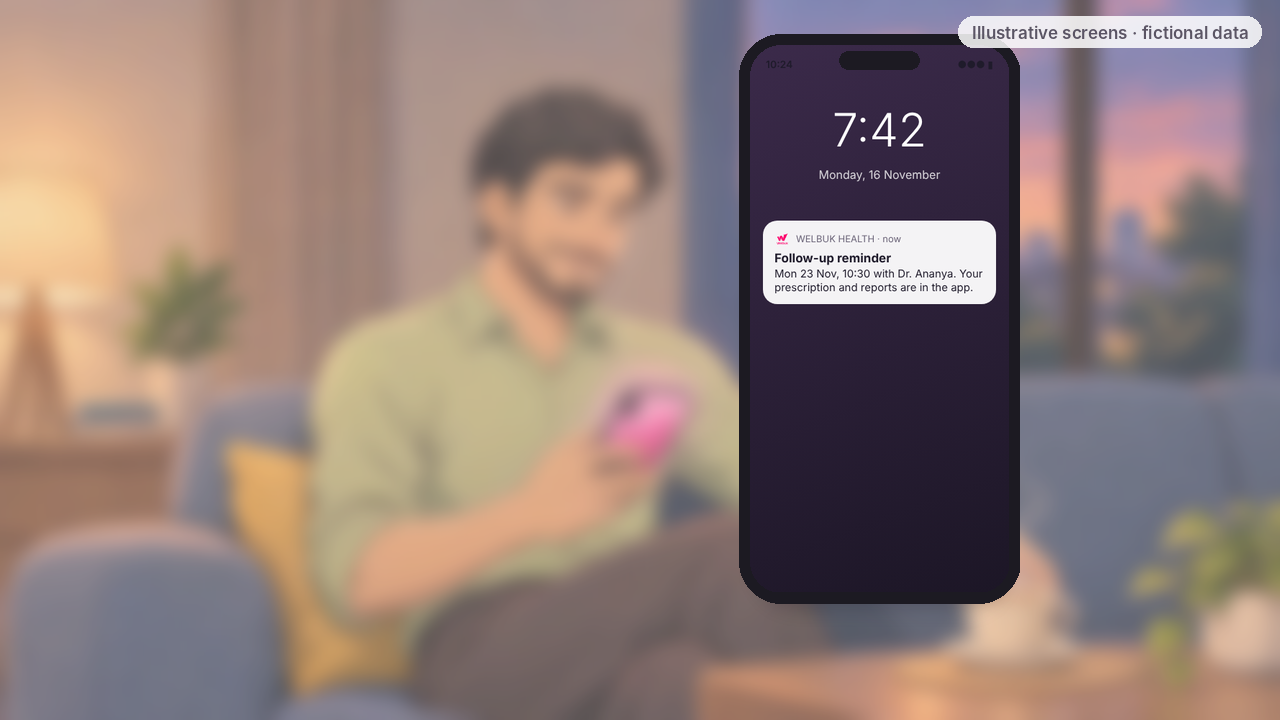 Illustrative screens · fictional data
10:24
7:42
Monday, 16 November
WELBUK HEALTH · now
Follow-up reminder
Mon 23 Nov, 10:30 with Dr. Ananya. Your
prescription and reports are in the app.